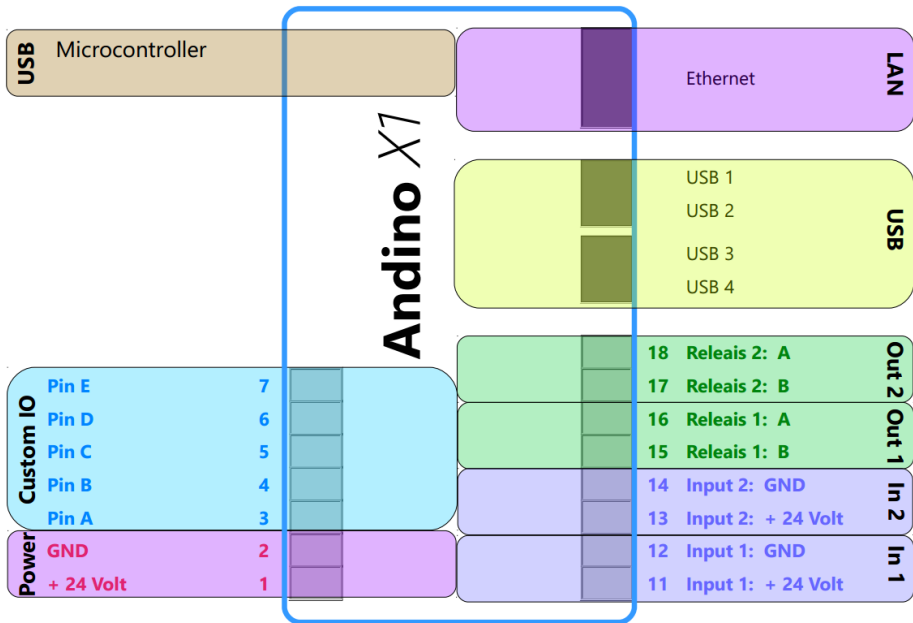 USB
Microcontroller
Ethernet
LAN
Andino X1
USB 1
USB 2
USB 3
USB 4
USB
18 Releais 2: A
17 Releais 2: B
Out 2
16 Releais 1: A
15 Releais 1: B
Out 1
14 Input 2: GND
13 Input 2: + 24 Volt
In 2
12 Input 1: GND
11 Input 1: + 24 Volt
In 1
Custom IO
Pin E 7
Pin D 6
Pin C 5
Pin B 4
Pin A 3
Power
GND 2
+ 24 Volt 1